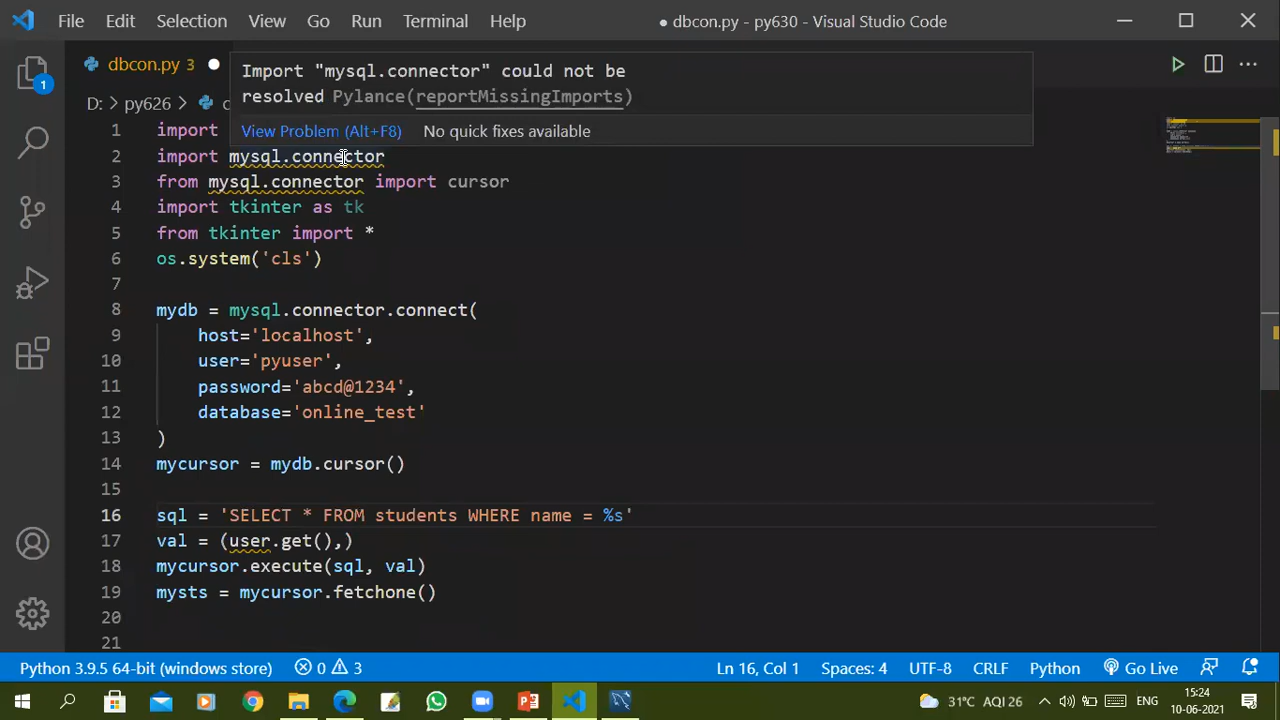 File Edit Selection View Go Run Terminal Help
● dbcon.py - py630 - Visual Studio Code
dbcon.py 3 ●
Import "mysql.connector" could not be
resolved Pylance(reportMissingImports)
View Problem (Alt+F8) No quick fixes available
D: > py626 >
1 import
2 import mysql.connector
3 from mysql.connector import cursor
4 import tkinter as tk
5 from tkinter import *
6 os.system('cls')
7
8 mydb = mysql.connector.connect(
9 host='localhost',
10 user='pyuser',
11 password='abcd@1234',
12 database='online_test'
13 )
14 mycursor = mydb.cursor()
15
16 sql = 'SELECT * FROM students WHERE name = %s'
17 val = (user.get(),)
18 mycursor.execute(sql, val)
19 mysts = mycursor.fetchone()
20
21
1
Python 3.9.5 64-bit (windows store) 0 3 Ln 16, Col 1 Spaces: 4 UTF-8 CRLF Python Go Live
31°C AQI 26 ENG 15:24
10-06-2021